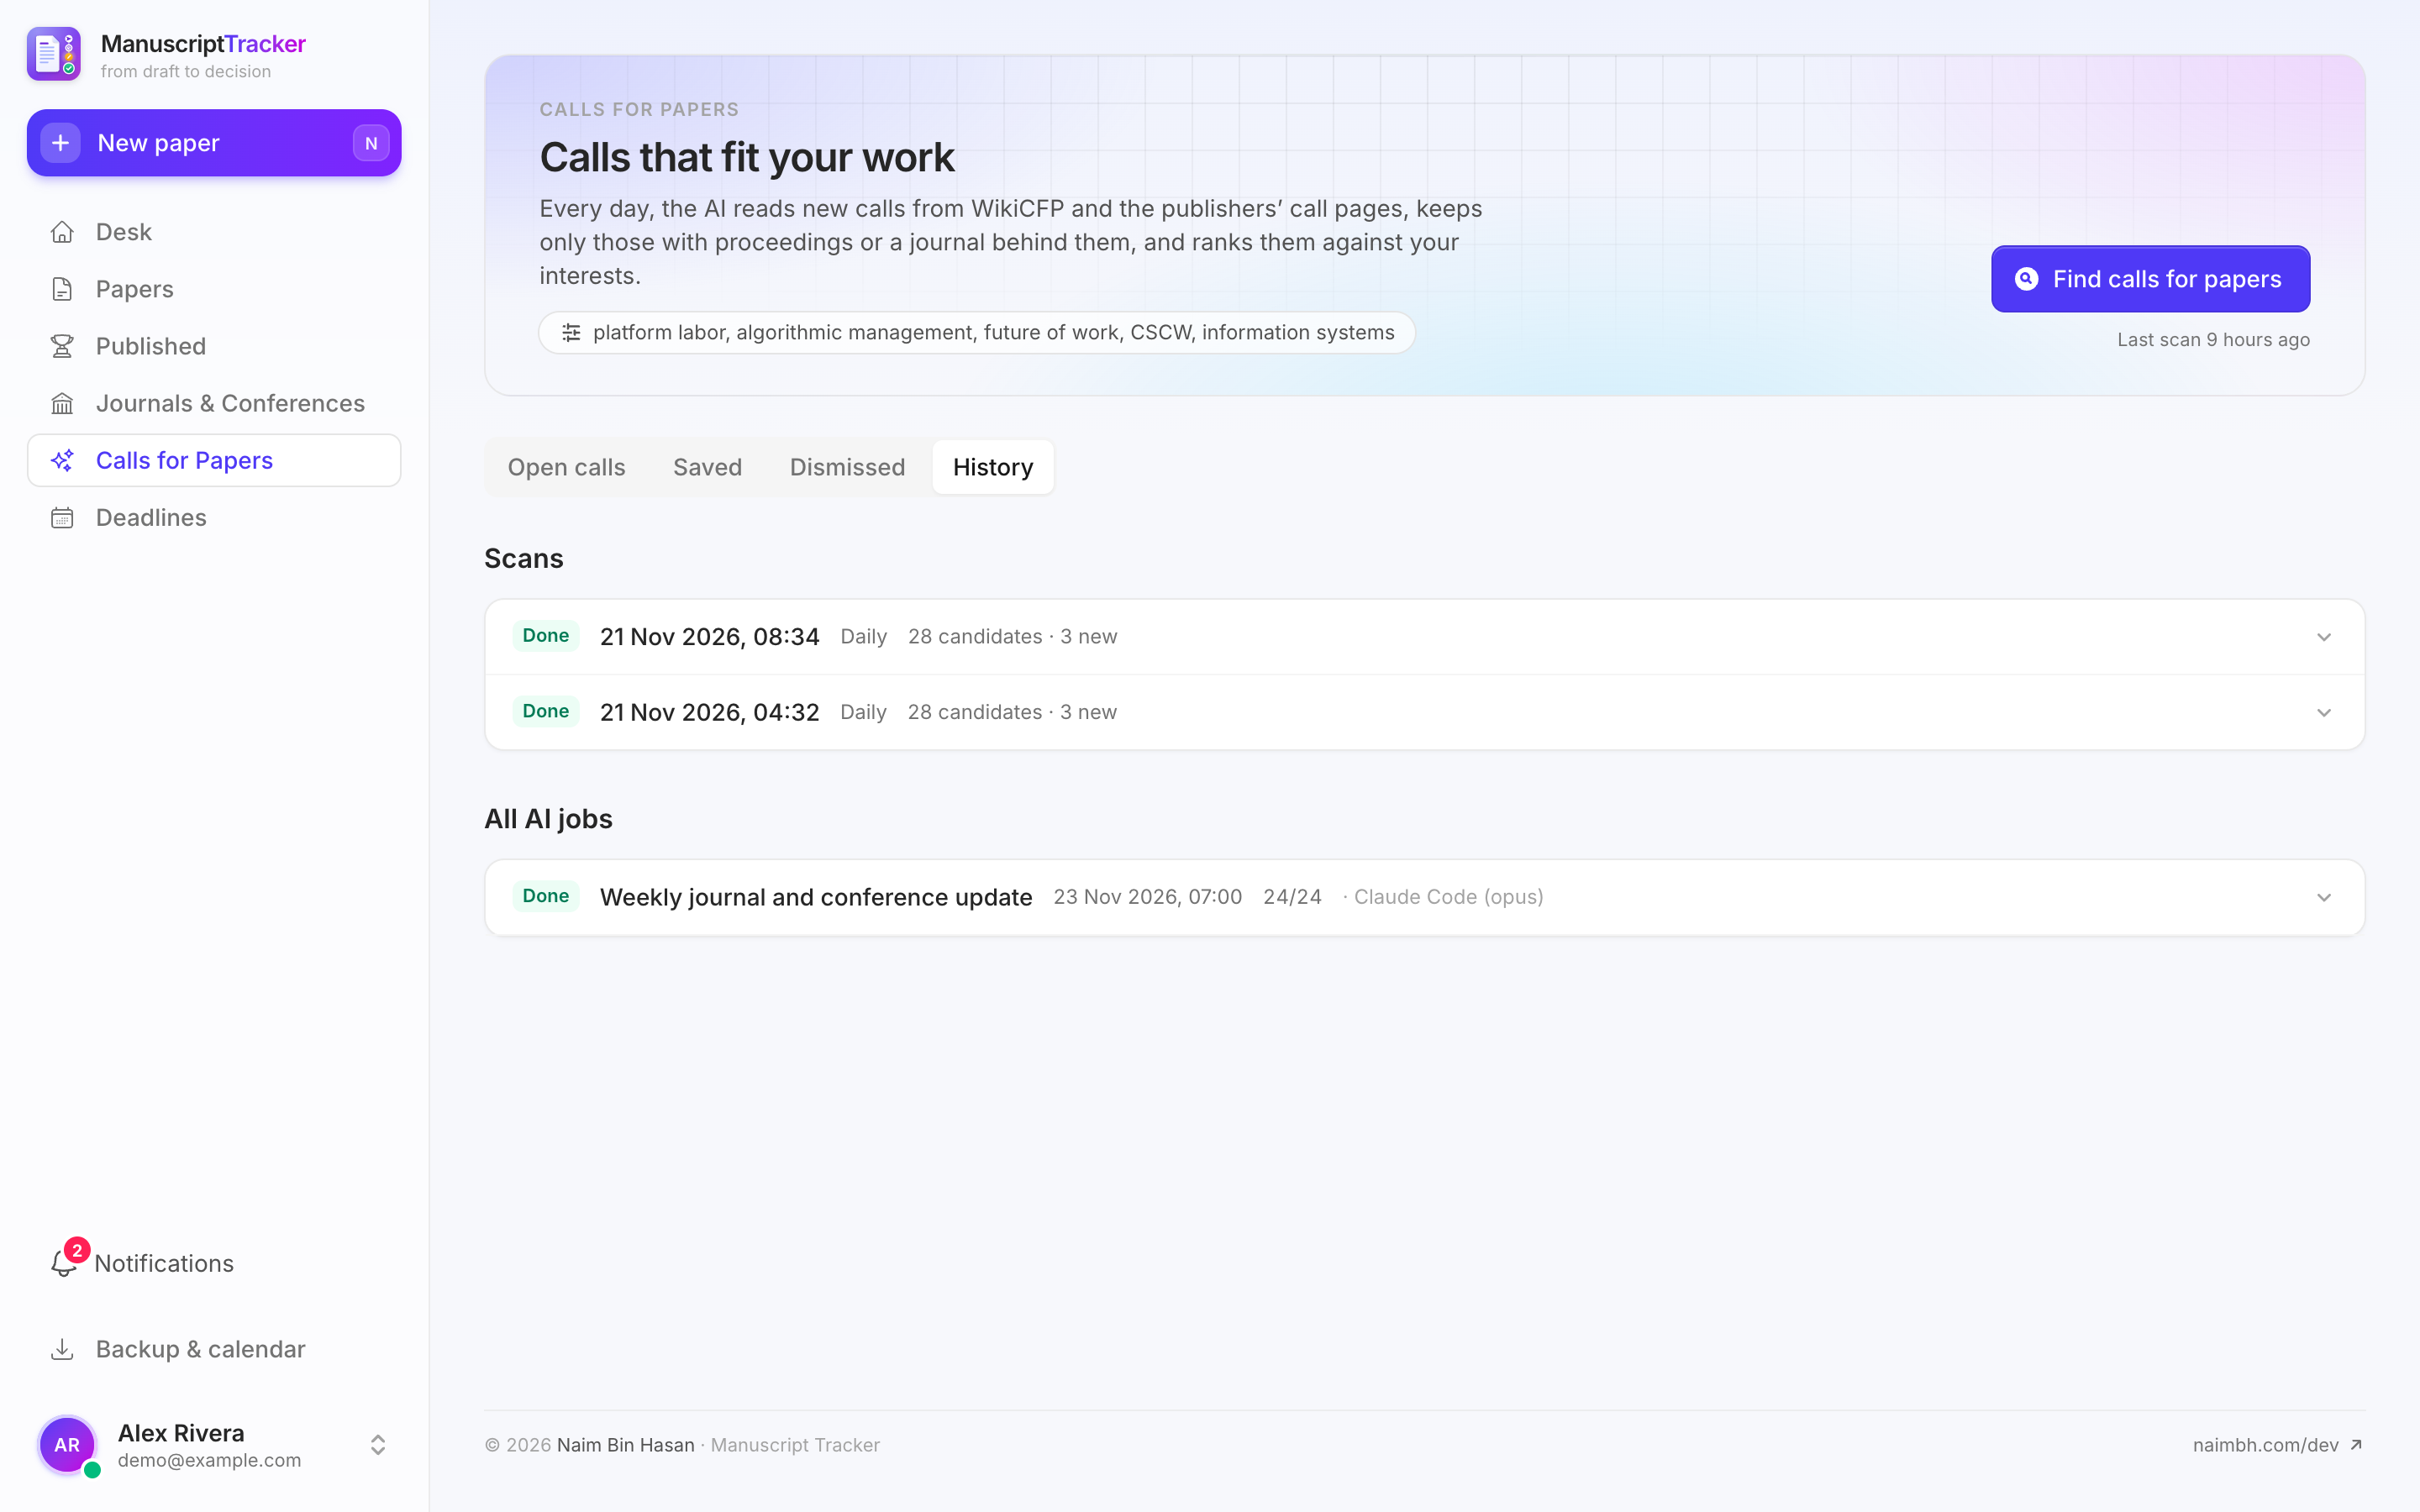 ManuscriptTracker
from draft to decision
New paper
N
Desk
Papers
Published
Journals & Conferences
Calls for Papers
Deadlines
2
Notifications
Backup & calendar
AR
Alex Rivera
demo@example.com
CALLS FOR PAPERS
Calls that fit your work
Every day, the AI reads new calls from WikiCFP and the publishers’ call pages, keeps
only those with proceedings or a journal behind them, and ranks them against your
interests.
platform labor, algorithmic management, future of work, CSCW, information systems
Find calls for papers
Last scan 9 hours ago
Open calls Saved Dismissed History
Scans
Done 21 Nov 2026, 08:34 Daily 28 candidates · 3 new
Done 21 Nov 2026, 04:32 Daily 28 candidates · 3 new
All AI jobs
Done Weekly journal and conference update 23 Nov 2026, 07:00 24/24 · Claude Code (opus)
© 2026 Naim Bin Hasan · Manuscript Tracker
naimbh.com/dev